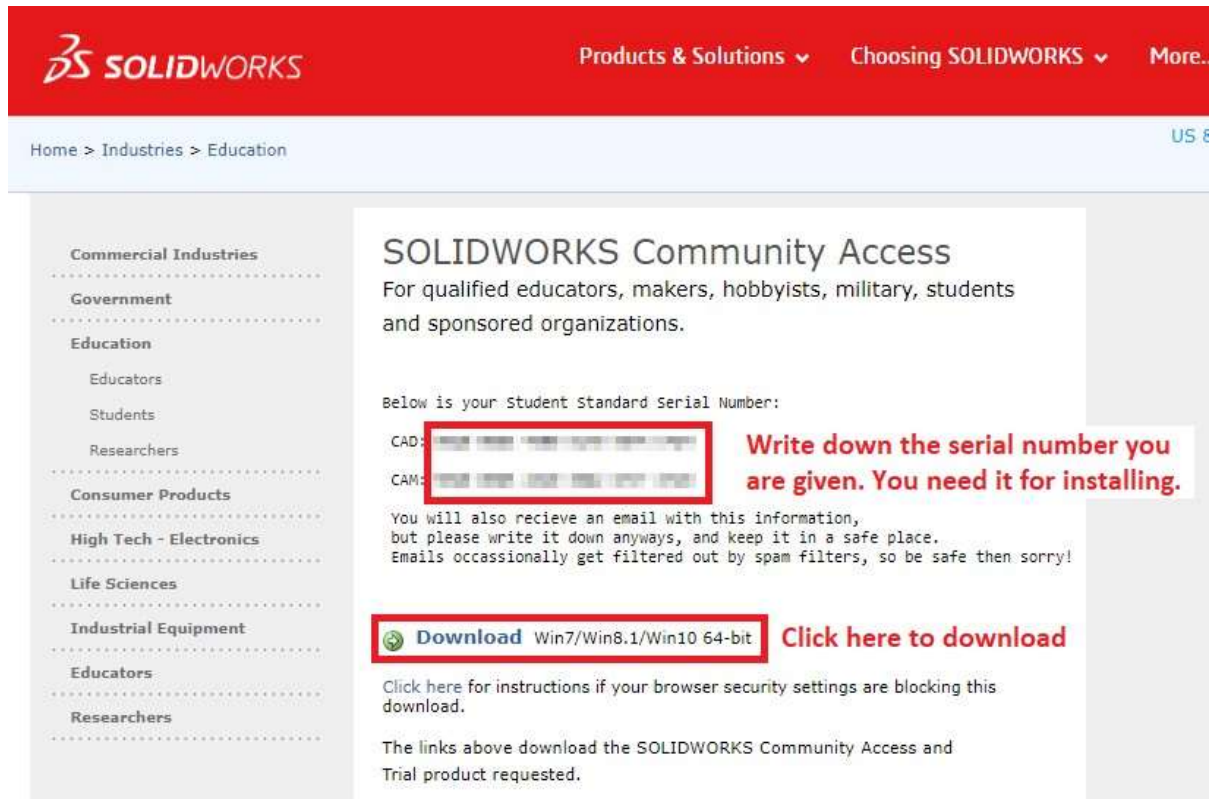 SOLIDWORKS
Products & Solutions
Choosing SOLIDWORKS
More..
Home > Industries > Education
US &
Commercial Industries
Government
Education
Educators
Students
Researchers
Consumer Products
High Tech - Electronics
Life Sciences
Industrial Equipment
Educators
Researchers
SOLIDWORKS Community Access
For qualified educators, makers, hobbyists, military, students
and sponsored organizations.
Below is your Student Standard Serial Number:
CAD:
CAM:
Write down the serial number you
are given. You need it for installing.
You will also recieve an email with this information,
but please write it down anyways, and keep it in a safe place.
Emails occassionally get filtered out by spam filters, so be safe then sorry!
Download Win7/Win8.1/Win10 64-bit
Click here to download
Click here for instructions if your browser security settings are blocking this
download.
The links above download the SOLIDWORKS Community Access and
Trial product requested.